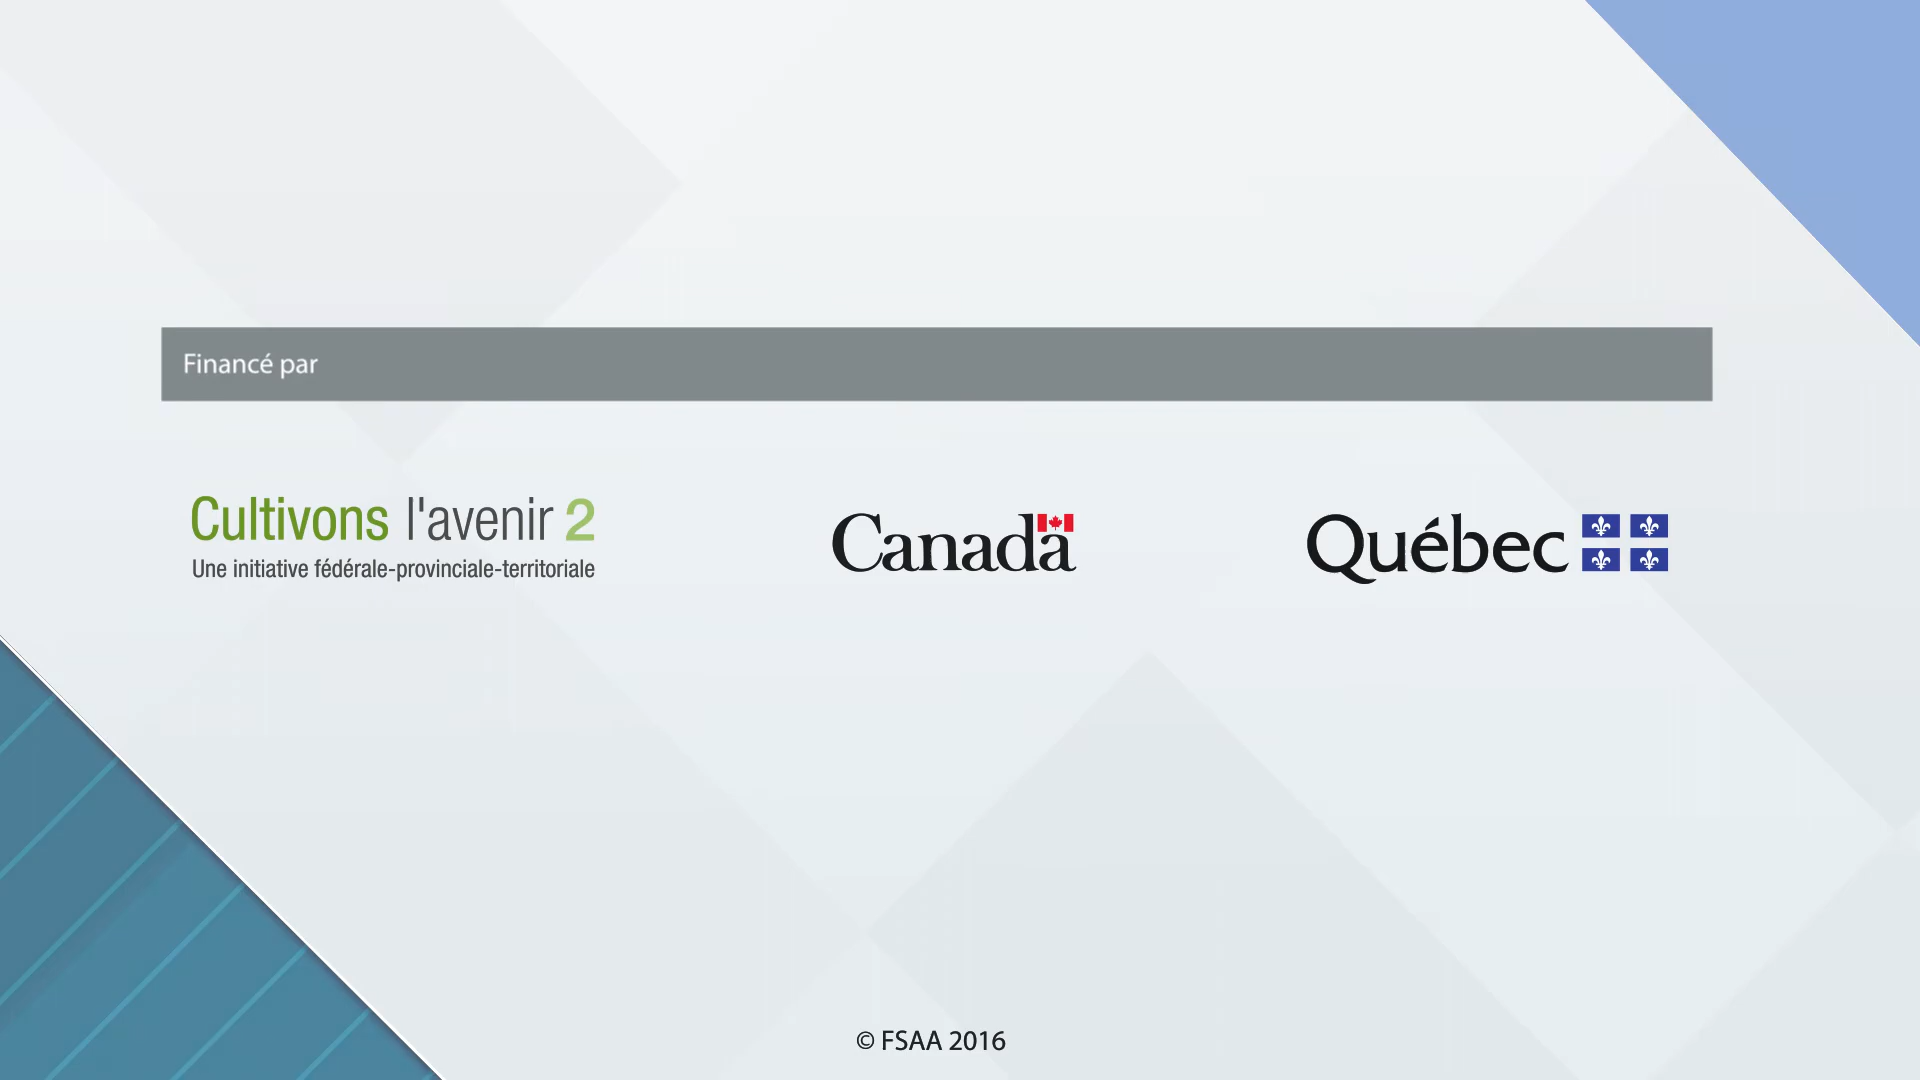 Financé par
Cultivons l'avenir 2
Une initiative fédérale-provinciale-territoriale
Canada
Québec
© FSAA 2016